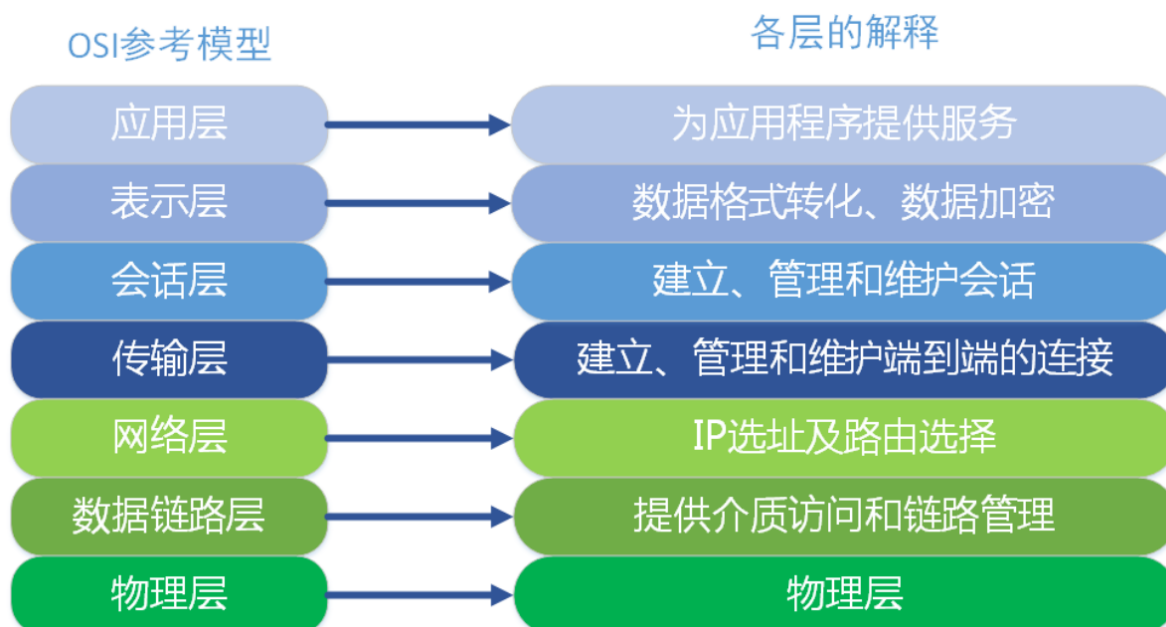 OSI参考模型
各层的解释
应用层
为应用程序提供服务
表示层
数据格式转化、数据加密
会话层
建立、管理和维护会话
传输层
建立、管理和维护端到端的连接
网络层
IP选址及路由选择
数据链路层
提供介质访问和链路管理
物理层
物理层